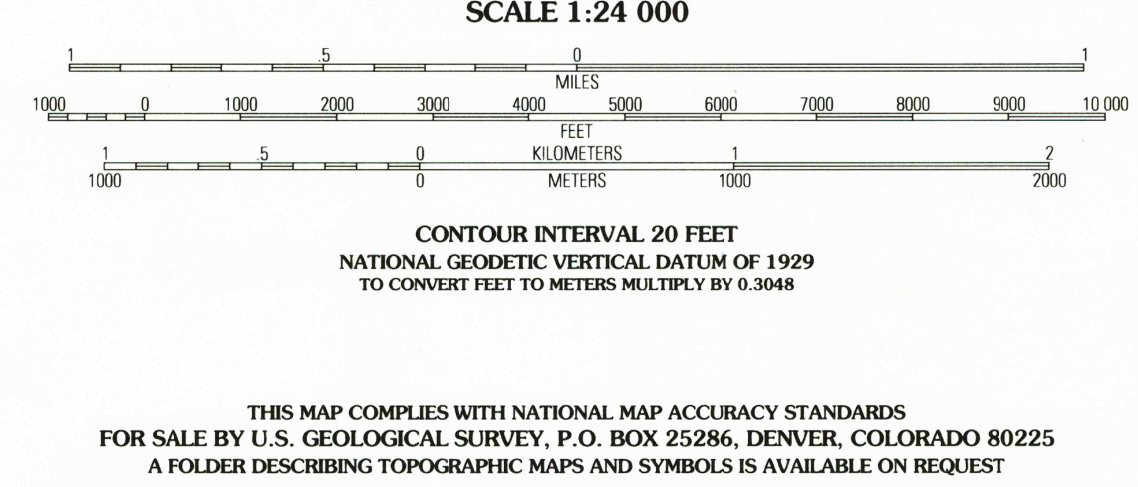 SCALE 1:24 000
1 .5 0 1
MILES
1000 0 1000 2000 3000 4000 5000 6000 7000 8000 9000 10 000
FEET
1 .5 0 KILOMETERS 1 2
1000 0 METERS 1000 2000
CONTOUR INTERVAL 20 FEET
NATIONAL GEODETIC VERTICAL DATUM OF 1929
TO CONVERT FEET TO METERS MULTIPLY BY 0.3048
THIS MAP COMPLIES WITH NATIONAL MAP ACCURACY STANDARDS
FOR SALE BY U.S. GEOLOGICAL SURVEY, P.O. BOX 25286, DENVER, COLORADO 80225
A FOLDER DESCRIBING TOPOGRAPHIC MAPS AND SYMBOLS IS AVAILABLE ON REQUEST